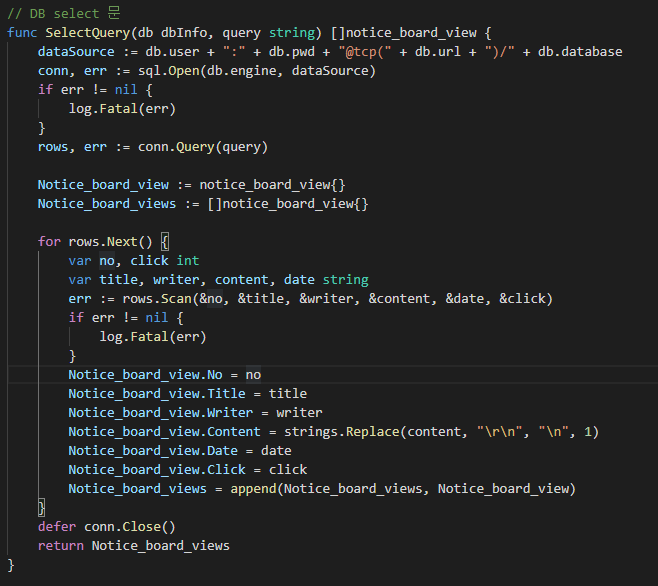 // DB select 문
func SelectQuery(db dbInfo, query string) []notice_board_view {
    dataSource := db.user + ":" + db.pwd + "@tcp(" + db.url + ")/" + db.database
    conn, err := sql.Open(db.engine, dataSource)
    if err != nil {
        log.Fatal(err)
    }
    rows, err := conn.Query(query)

    Notice_board_view := notice_board_view{}
    Notice_board_views := []notice_board_view{}

    for rows.Next() {
        var no, click int
        var title, writer, content, date string
        err := rows.Scan(&no, &title, &writer, &content, &date, &click)
        if err != nil {
            log.Fatal(err)
        }
        Notice_board_view.No = no
        Notice_board_view.Title = title
        Notice_board_view.Writer = writer
        Notice_board_view.Content = strings.Replace(content, "\r\n", "\n", 1)
        Notice_board_view.Date = date
        Notice_board_view.Click = click
        Notice_board_views = append(Notice_board_views, Notice_board_view)
    }
    defer conn.Close()
    return Notice_board_views
}